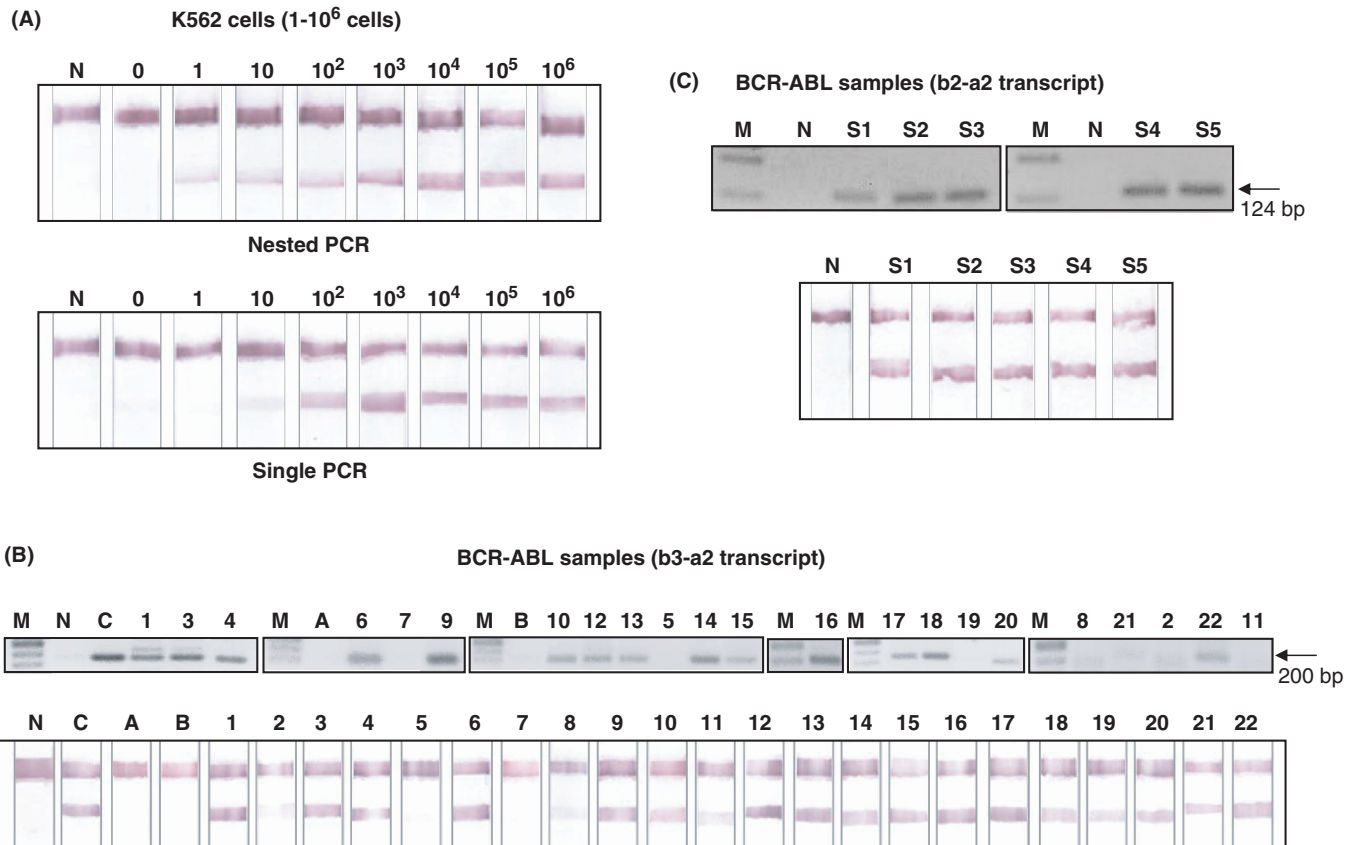 (A)
K562 cells (1-10⁶ cells)
N 0 1 10 10² 10³ 10⁴ 10⁵ 10⁶
Nested PCR
N 0 1 10 10² 10³ 10⁴ 10⁵ 10⁶
Single PCR
(C)
BCR-ABL samples (b2-a2 transcript)
M N S1 S2 S3 M N S4 S5
124 bp
N S1 S2 S3 S4 S5
(B)
BCR-ABL samples (b3-a2 transcript)
M N C 1 3 4 M A 6 7 9 M B 10 12 13 5 14 15 M 16 M 17 18 19 20 M 8 21 2 22 11
200 bp
N C A B 1 2 3 4 5 6 7 8 9 10 11 12 13 14 15 16 17 18 19 20 21 22